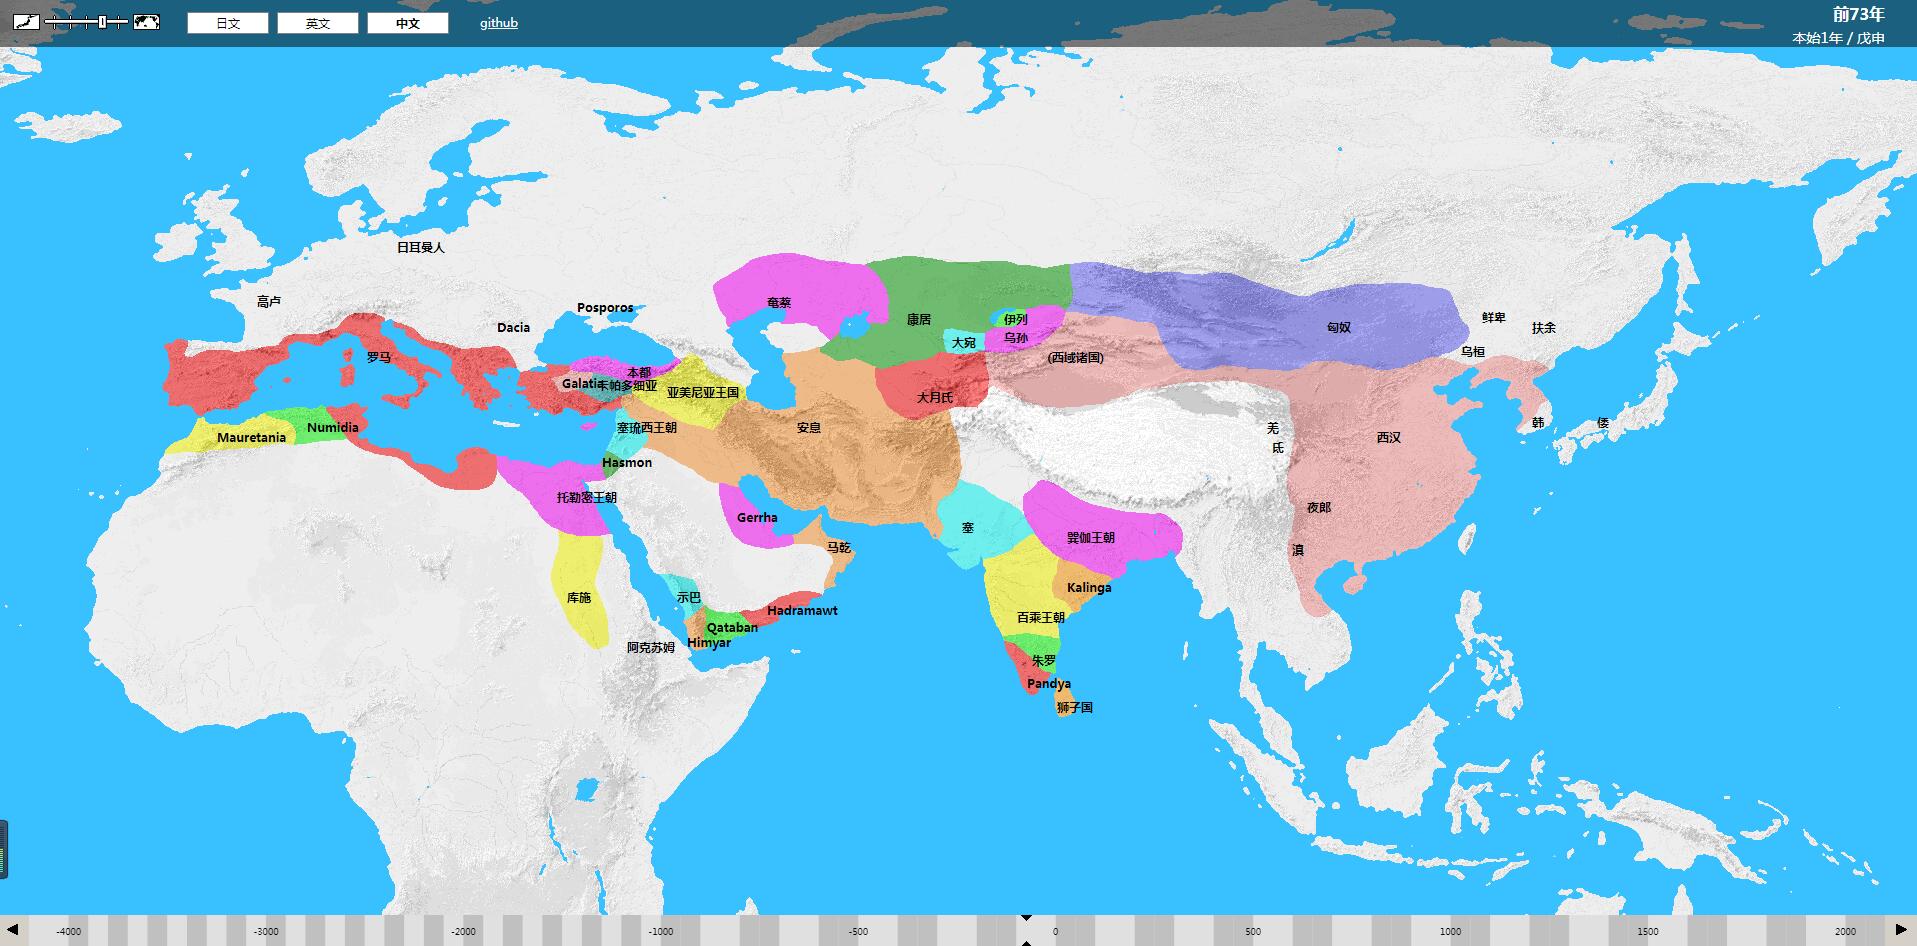 日文 英文 中文 github
前73年
本始1年 / 戊申
日耳曼人
高卢
奄蔡
Posporos
康居
伊列
鲜卑
Dacia
匈奴
扶余
乌孙
大宛
罗马
(西域诸国)
乌桓
本都
Galatia
卡帕多细亚
亚美尼亚王国
大月氏
韩
倭
Numidia
塞琉西王朝
安息
羌
Mauretania
西汉
氐
Hasmon
托勒密王朝
夜郎
Gerrha
塞
巽伽王朝
马乾
滇
Kalinga
库施
示巴
Hadramawt
百乘王朝
Qataban
Himyar
阿克苏姆
朱罗
Pandya
狮子国
-4000 -3000 -2000 -1000 -500 0 500 1000 1500 2000